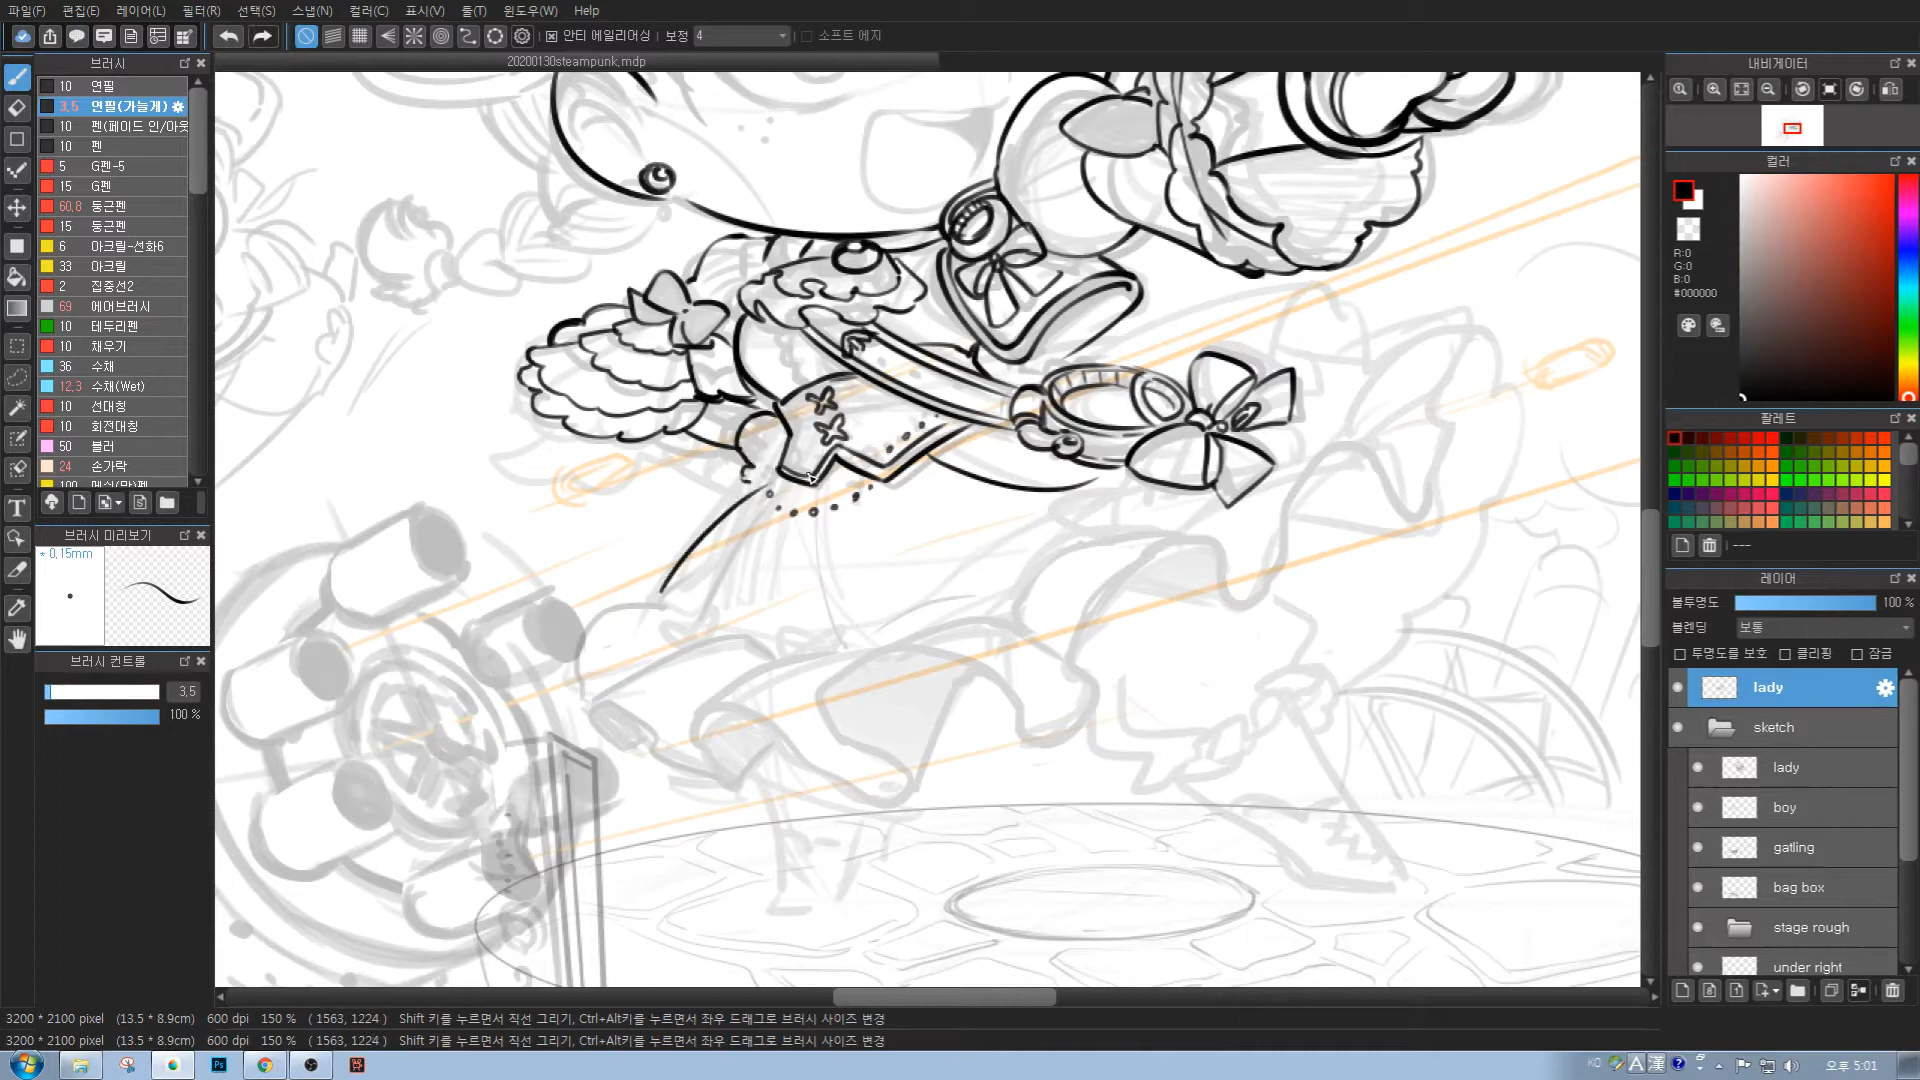 파일(F) 편집(E) 레이어(L) 필터(R) 선택(S) 스냅(N) 컬러(C) 표시(V) 툴(T) 윈도우(W) Help
안티 에일리어싱 보정 4 소프트 에지
브러시
20200130steampunk.mdp
내비게이터
10 연필
3.5 연필(가늘게)
10 펜(페이드 인/아웃
10 펜
5 G펜-5
15 G펜
60.8 둥근펜
15 둥근펜
6 아크릴-선화6
33 아크릴
2 집중선2
69 에어브러시
10 테두리펜
10 채우기
36 수채
12.3 수채(Wet)
10 선대칭
10 회전대칭
50 블러
24 손가락
브러시 미리보기
* 0.15mm
브러시 컨트롤
3.5
100 %
컬러
R:0
G:0
B:0
#000000
팔레트
---
레이어
불투명도 100 %
블렌딩 보통
투명도를 보호 클리핑 잠금
lady
sketch
lady
boy
gatling
bag box
stage rough
under right
3200 * 2100 pixel (13.5 * 8.9cm) 600 dpi 150 % ( 1563, 1224 ) Shift 키를 누르면서 직선 그리기, Ctrl+Alt키를 누르면서 좌우 드래그로 브러시 사이즈 변경
3200 * 2100 pixel (13.5 * 8.9cm) 600 dpi 150 % ( 1563, 1224 ) Shift 키를 누르면서 직선 그리기, Ctrl+Alt키를 누르면서 좌우 드래그로 브러시 사이즈 변경
Ps KO A 漢 오후 5:01